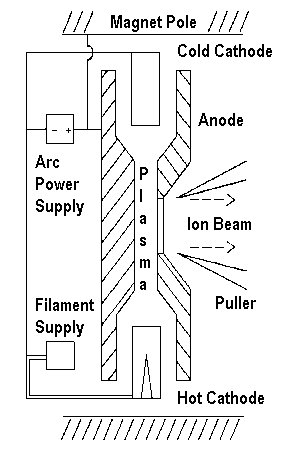 Magnet Pole
Cold Cathode
Anode
- +
Arc
Power
Supply
Plasma
Ion Beam
Filament
Supply
Puller
Hot Cathode